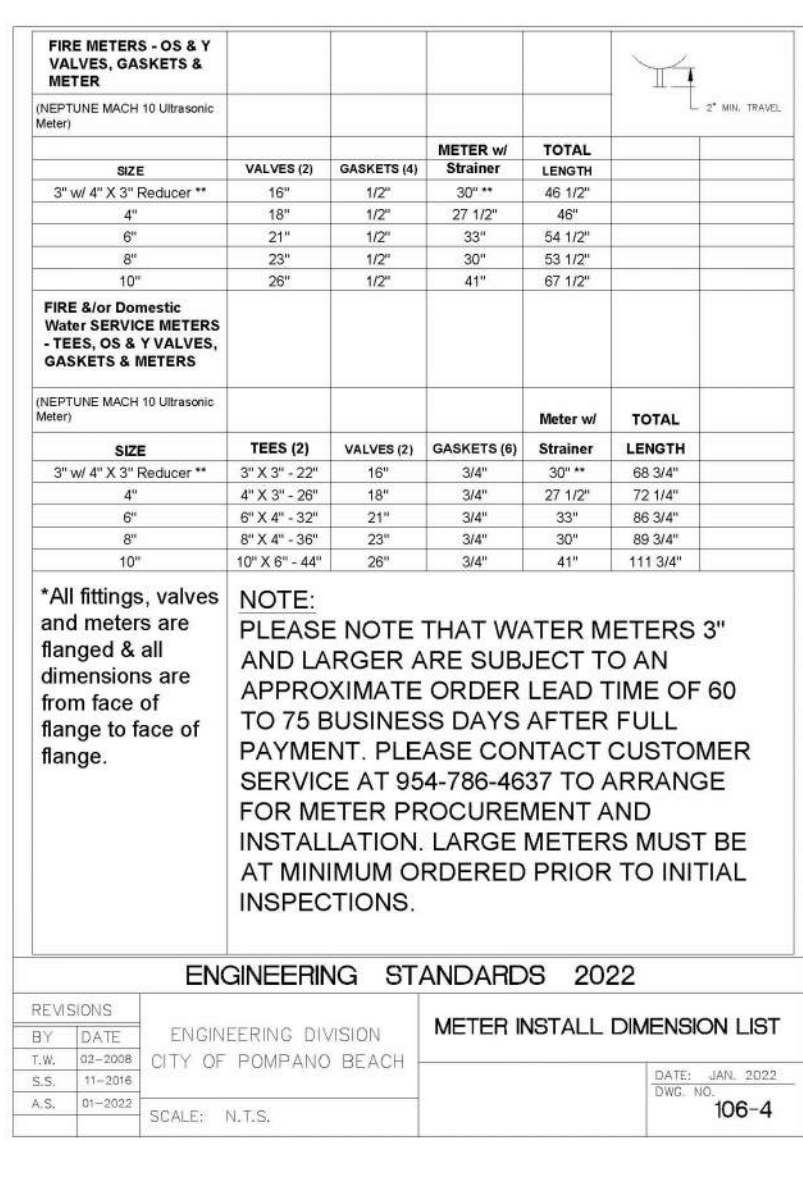 FIRE METERS - OS & Y
VALVES, GASKETS &
METER
(NEPTUNE MACH 10 Ultrasonic
Meter)
2" MIN. TRAVEL
METER w/ TOTAL
SIZE VALVES (2) GASKETS (4) Strainer LENGTH
3" w/ 4" X 3" Reducer ** 16" 1/2" 30" ** 46 1/2"
4" 18" 1/2" 27 1/2" 46"
6" 21" 1/2" 33" 54 1/2"
8" 23" 1/2" 30" 53 1/2"
10" 26" 1/2" 41" 67 1/2"
FIRE &/or Domestic
Water SERVICE METERS
- TEES, OS & Y VALVES,
GASKETS & METERS
(NEPTUNE MACH 10 Ultrasonic
Meter)
Meter w/ TOTAL
SIZE TEES (2) VALVES (2) GASKETS (6) Strainer LENGTH
3" w/ 4" X 3" Reducer ** 3" X 3" - 22" 16" 3/4" 30" ** 68 3/4"
4" 4" X 3" - 26" 18" 3/4" 27 1/2" 72 1/4"
6" 6" X 4" - 32" 21" 3/4" 33" 86 3/4"
8" 8" X 4" - 36" 23" 3/4" 30" 89 3/4"
10" 10" X 6" - 44" 26" 3/4" 41" 111 3/4"
*All fittings, valves
and meters are
flanged & all
dimensions are
from face of
flange to face of
flange.
NOTE:
PLEASE NOTE THAT WATER METERS 3"
AND LARGER ARE SUBJECT TO AN
APPROXIMATE ORDER LEAD TIME OF 60
TO 75 BUSINESS DAYS AFTER FULL
PAYMENT. PLEASE CONTACT CUSTOMER
SERVICE AT 954-786-4637 TO ARRANGE
FOR METER PROCUREMENT AND
INSTALLATION. LARGE METERS MUST BE
AT MINIMUM ORDERED PRIOR TO INITIAL
INSPECTIONS.
ENGINEERING STANDARDS 2022
REVISIONS
BY DATE
T.W. 02-2008
S.S. 11-2016
A.S. 01-2022
ENGINEERING DIVISION
CITY OF POMPANO BEACH
SCALE: N.T.S.
METER INSTALL DIMENSION LIST
DATE: JAN. 2022
DWG. NO.
106-4